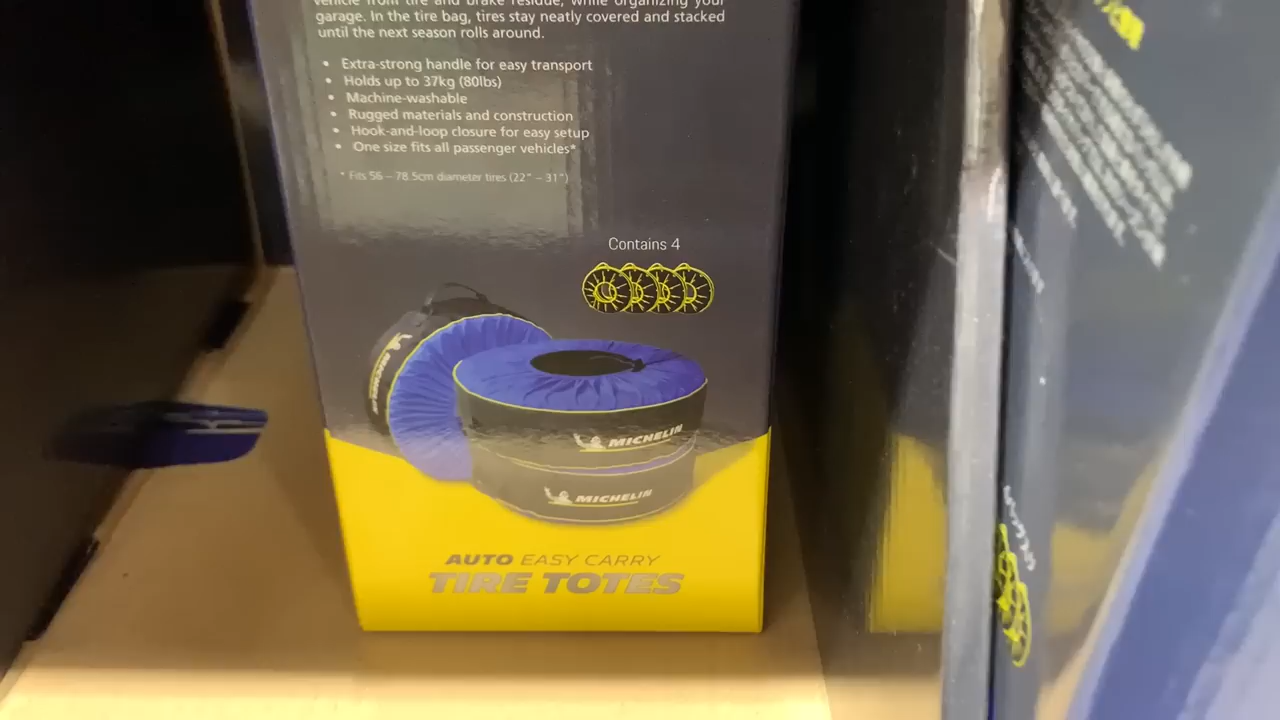 vehicle from tire and brake residue, while organizing your
garage. In the tire bag, tires stay neatly covered and stacked
until the next season rolls around.
• Extra-strong handle for easy transport
• Holds up to 37kg (80lbs)
• Machine-washable
• Rugged materials and construction
• Hook-and-loop closure for easy setup
• One size fits all passenger vehicles*
* Fits 56 – 78.5cm diameter tires (22" – 31")
Contains 4
MICHELIN
MICHELIN
MICHELIN
AUTO EASY CARRY
TIRE TOTES